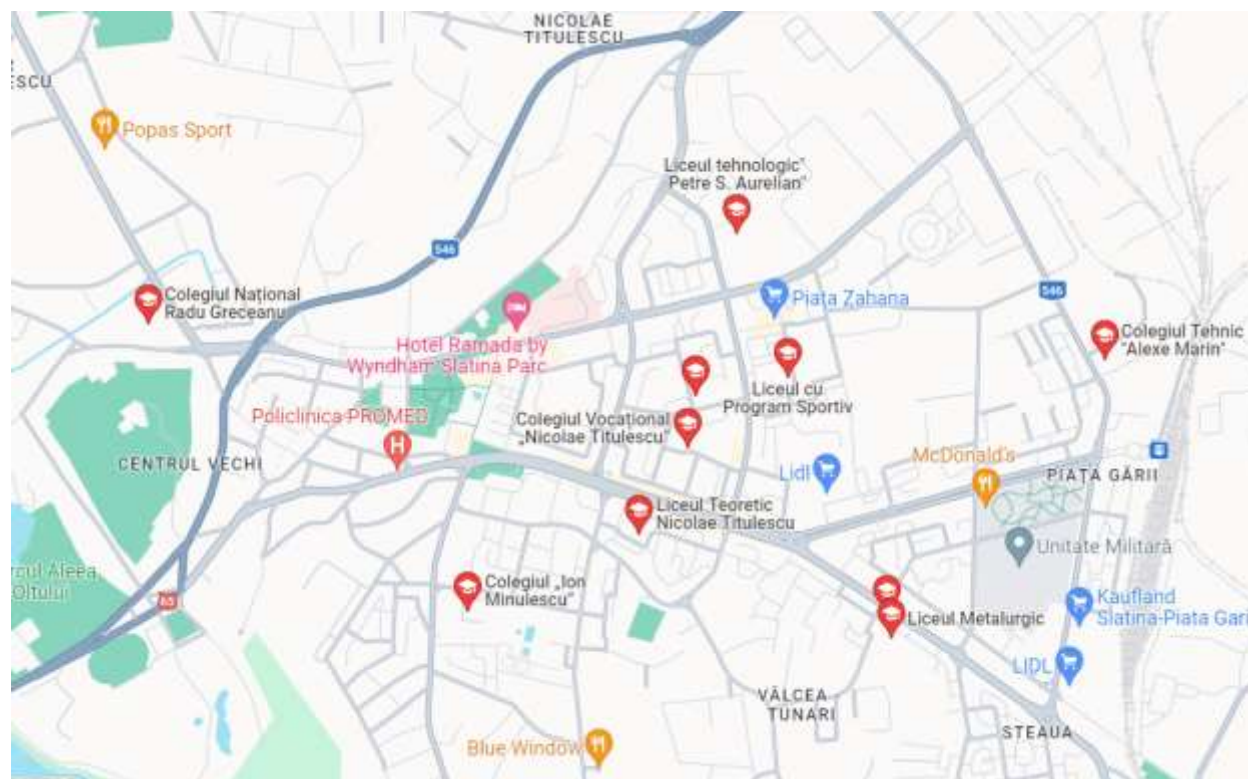 NICOLAE
TITULESCU
ESCU
Popas Sport
Liceul tehnologic"
Petre S. Aurelian"
546
546
Colegiul Național
Radu Greceanu
Piața Zahana
Colegiul Tehnic
"Alexe Marin"
Hotel Ramada by
Wyndham Slatina Parc
Liceul cu
Program Sportiv
Policlinica PROMED
H
Colegiul Vocational
„Nicolae Titulescu”
CENTRUL VECHI
McDonald's
Lidl
PIAȚA GĂRII
Liceul Teoretic
Nicolae Titulescu
Unitate Militară
rcul Aleea
Oltului
65
Colegiul „Ion
Minulescu"
Kaufland
Slatina-Piata Gari
Liceul Metalurgic
LIDL
VÂLCEA
TUNARI
STEAUA
Blue Window